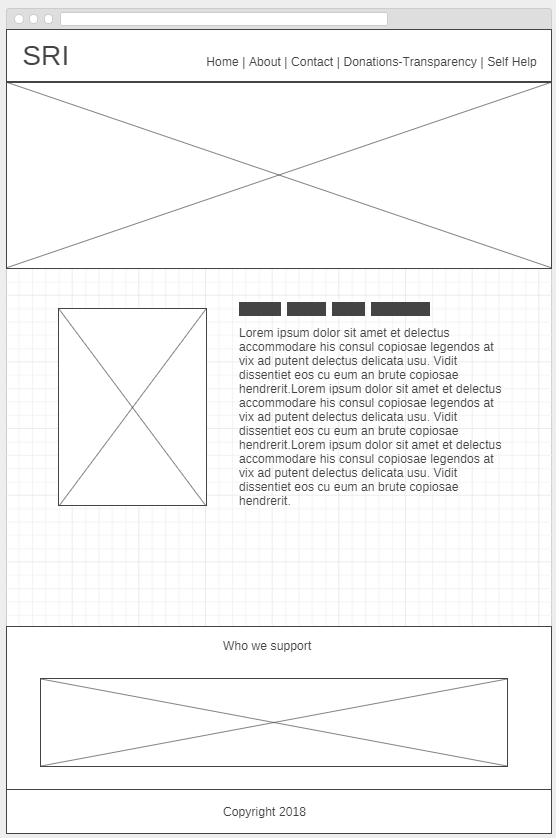 SRI
Home | About | Contact | Donations-Transparency | Self Help
Lorem ipsum dolor sit amet et delectus
accommodare his consul copiosae legendos at
vix ad putent delectus delicata usu. Vidit
dissentiet eos cu eum an brute copiosae
hendrerit.Lorem ipsum dolor sit amet et delectus
accommodare his consul copiosae legendos at
vix ad putent delectus delicata usu. Vidit
dissentiet eos cu eum an brute copiosae
hendrerit.Lorem ipsum dolor sit amet et delectus
accommodare his consul copiosae legendos at
vix ad putent delectus delicata usu. Vidit
dissentiet eos cu eum an brute copiosae
hendrerit.
Who we support
Copyright 2018